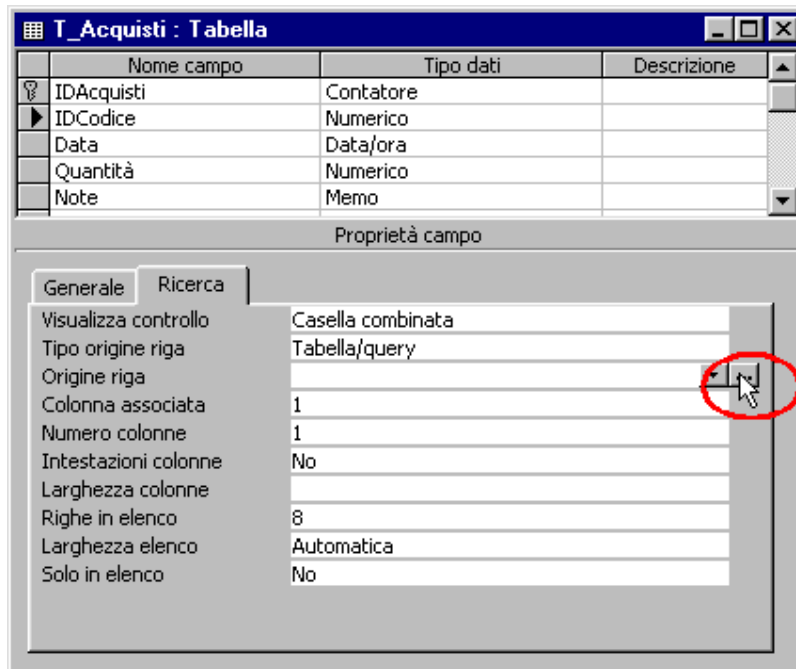 T_Acquisti : Tabella
Nome campo Tipo dati Descrizione
IDAcquisti Contatore
IDCodice Numerico
Data Data/ora
Quantità Numerico
Note Memo
Proprietà campo
Generale Ricerca
Visualizza controllo Casella combinata
Tipo origine riga Tabella/query
Origine riga
Colonna associata 1
Numero colonne 1
Intestazioni colonne No
Larghezza colonne
Righe in elenco 8
Larghezza elenco Automatica
Solo in elenco No